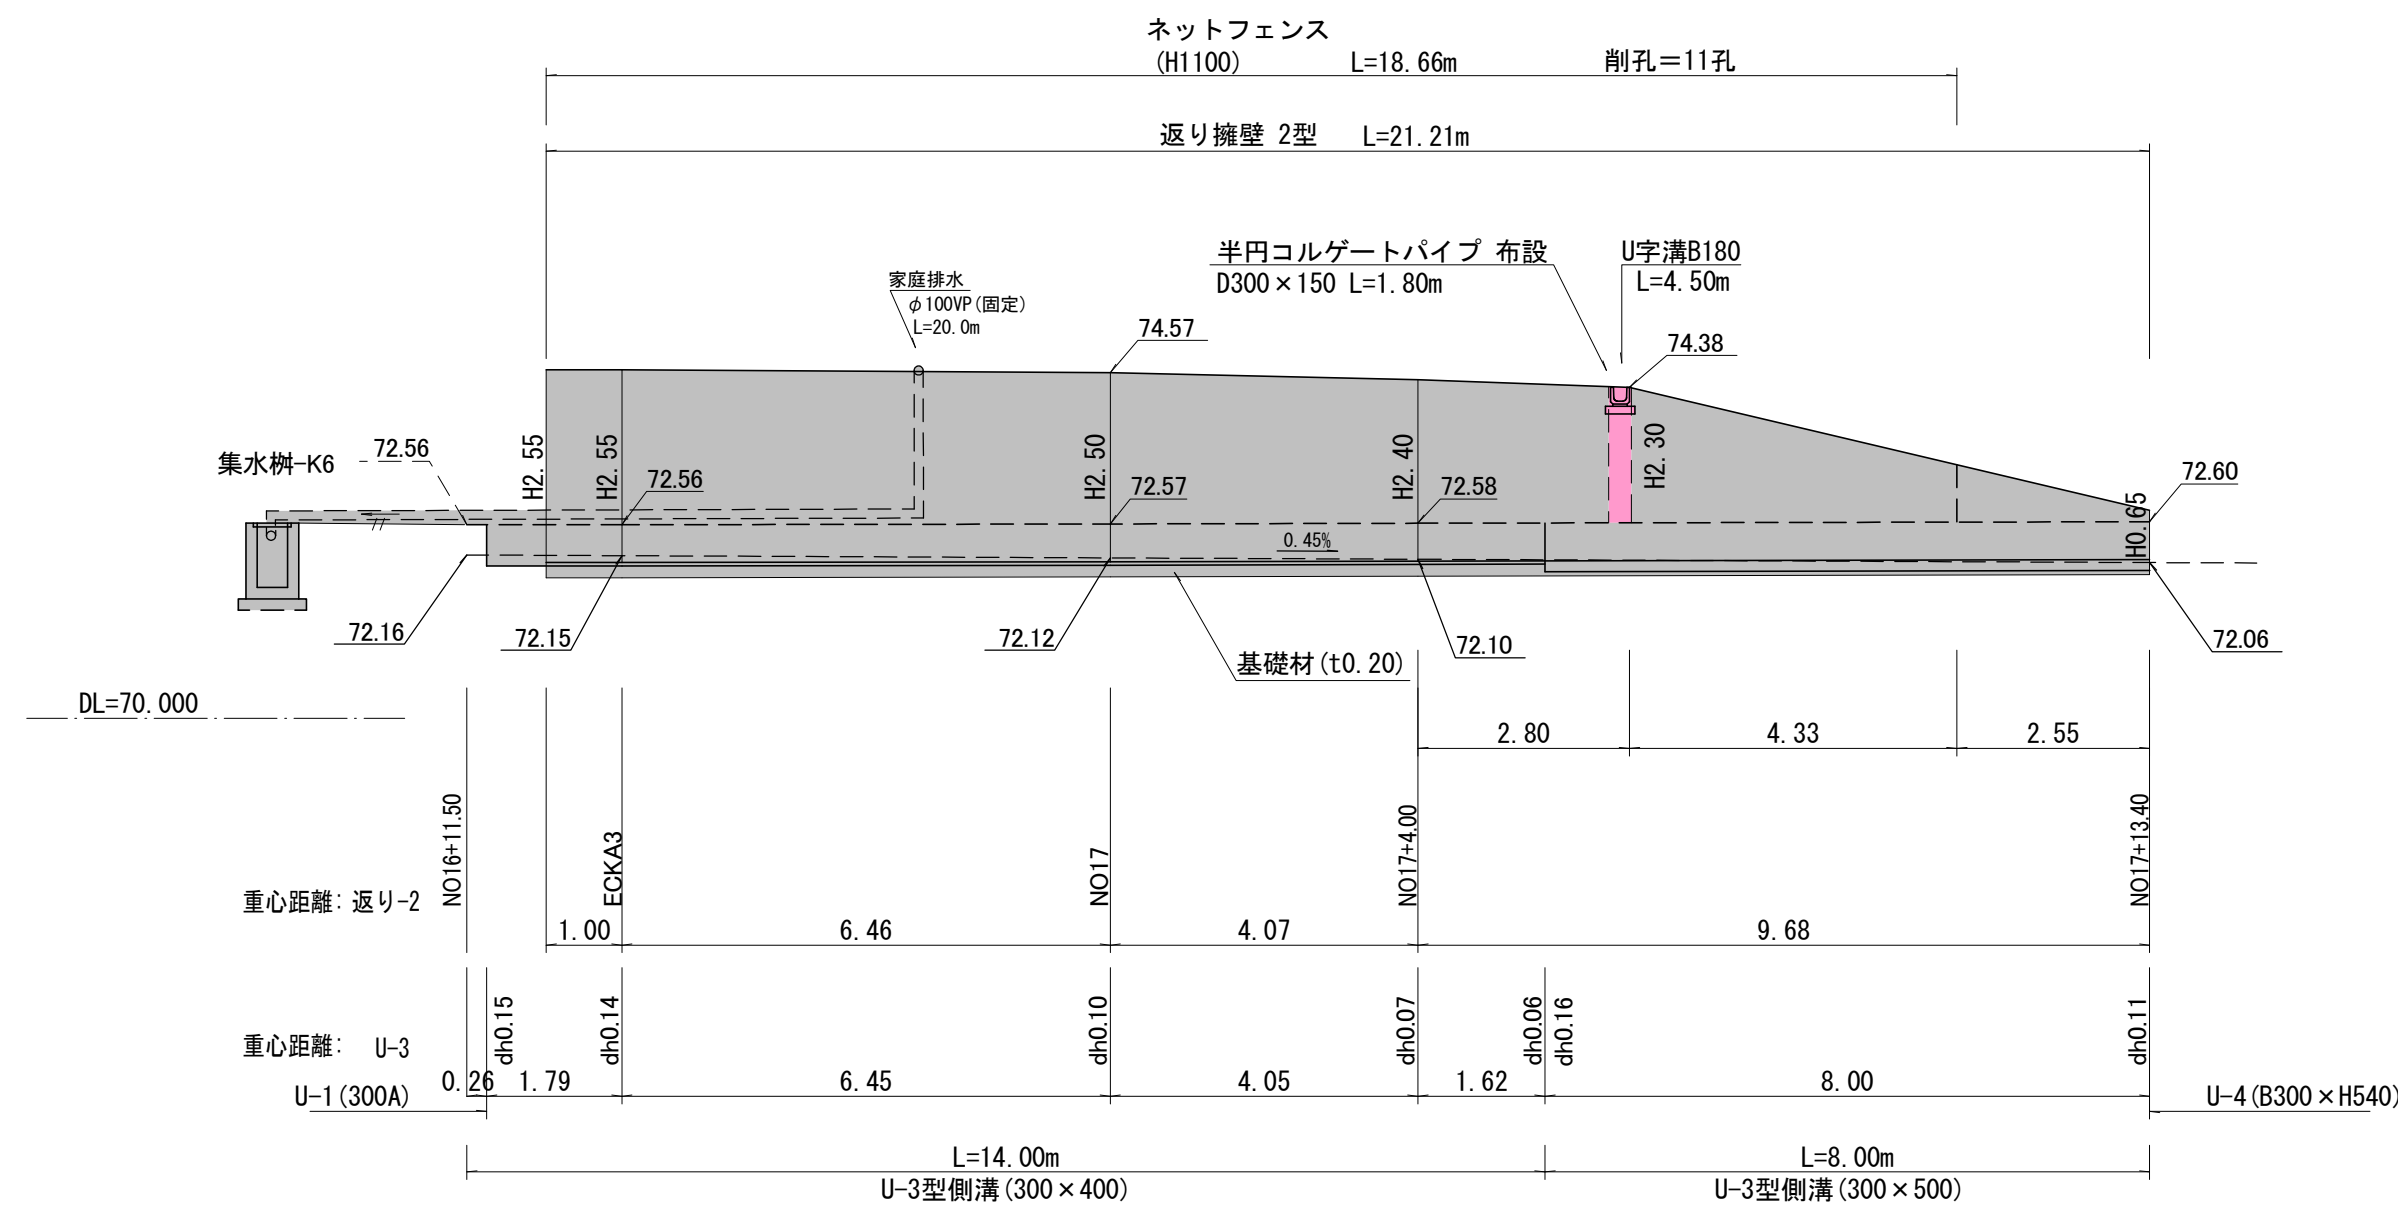 ネットフェンス
(H1100) L=18.66m 削孔＝11孔
返り擁壁 2型 L=21.21m
半円コルゲートパイプ 布設
D300×150 L=1.80m
U字溝B180
L=4.50m
家庭排水
φ100VP(固定)
L=20.0m
74.57
74.38
集水桝-K6
72.56
H2.55
H2.55
72.56
H2.50
72.57
H2.40
72.58
H2.30
72.60
H0.65
0.45%
72.16
72.15
72.12
72.10
72.06
基礎材(t0.20)
DL=70.000
2.80 4.33 2.55
NO16+11.50
ECKA3
NO17
NO17+4.00
NO17+13.40
重心距離: 返り-2
1.00 6.46 4.07 9.68
dh0.15
dh0.14
dh0.10
dh0.07
dh0.06
dh0.16
dh0.11
重心距離: U-3
0.26 1.79 6.45 4.05 1.62 8.00
U-1(300A)
U-4(B300×H540)
L=14.00m L=8.00m
U-3型側溝(300×400) U-3型側溝(300×500)